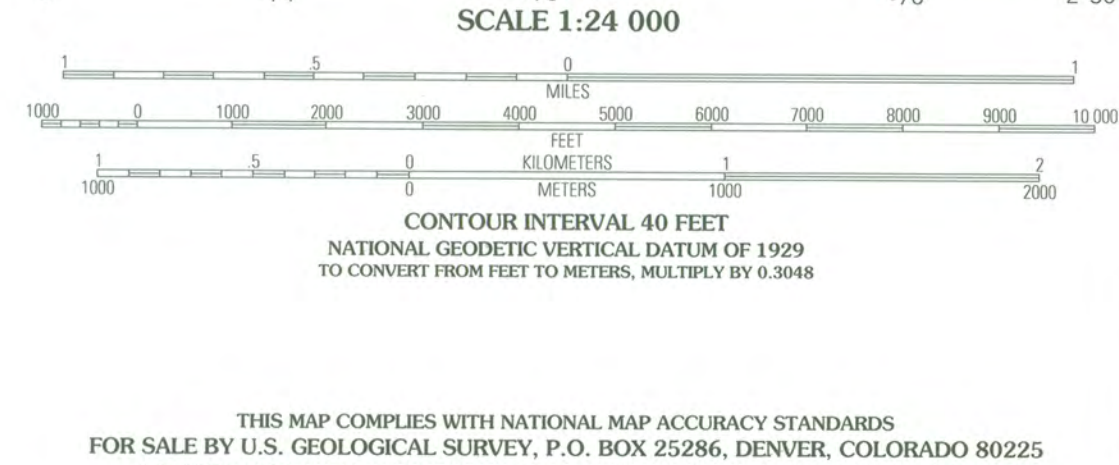 SCALE 1:24 000
1 .5 0 1
MILES
1000 0 1000 2000 3000 4000 5000 6000 7000 8000 9000 10 000
FEET
1 .5 0 KILOMETERS 1 2
1000 0 METERS 1000 2000
CONTOUR INTERVAL 40 FEET
NATIONAL GEODETIC VERTICAL DATUM OF 1929
TO CONVERT FROM FEET TO METERS, MULTIPLY BY 0.3048
THIS MAP COMPLIES WITH NATIONAL MAP ACCURACY STANDARDS
FOR SALE BY U.S. GEOLOGICAL SURVEY, P.O. BOX 25286, DENVER, COLORADO 80225